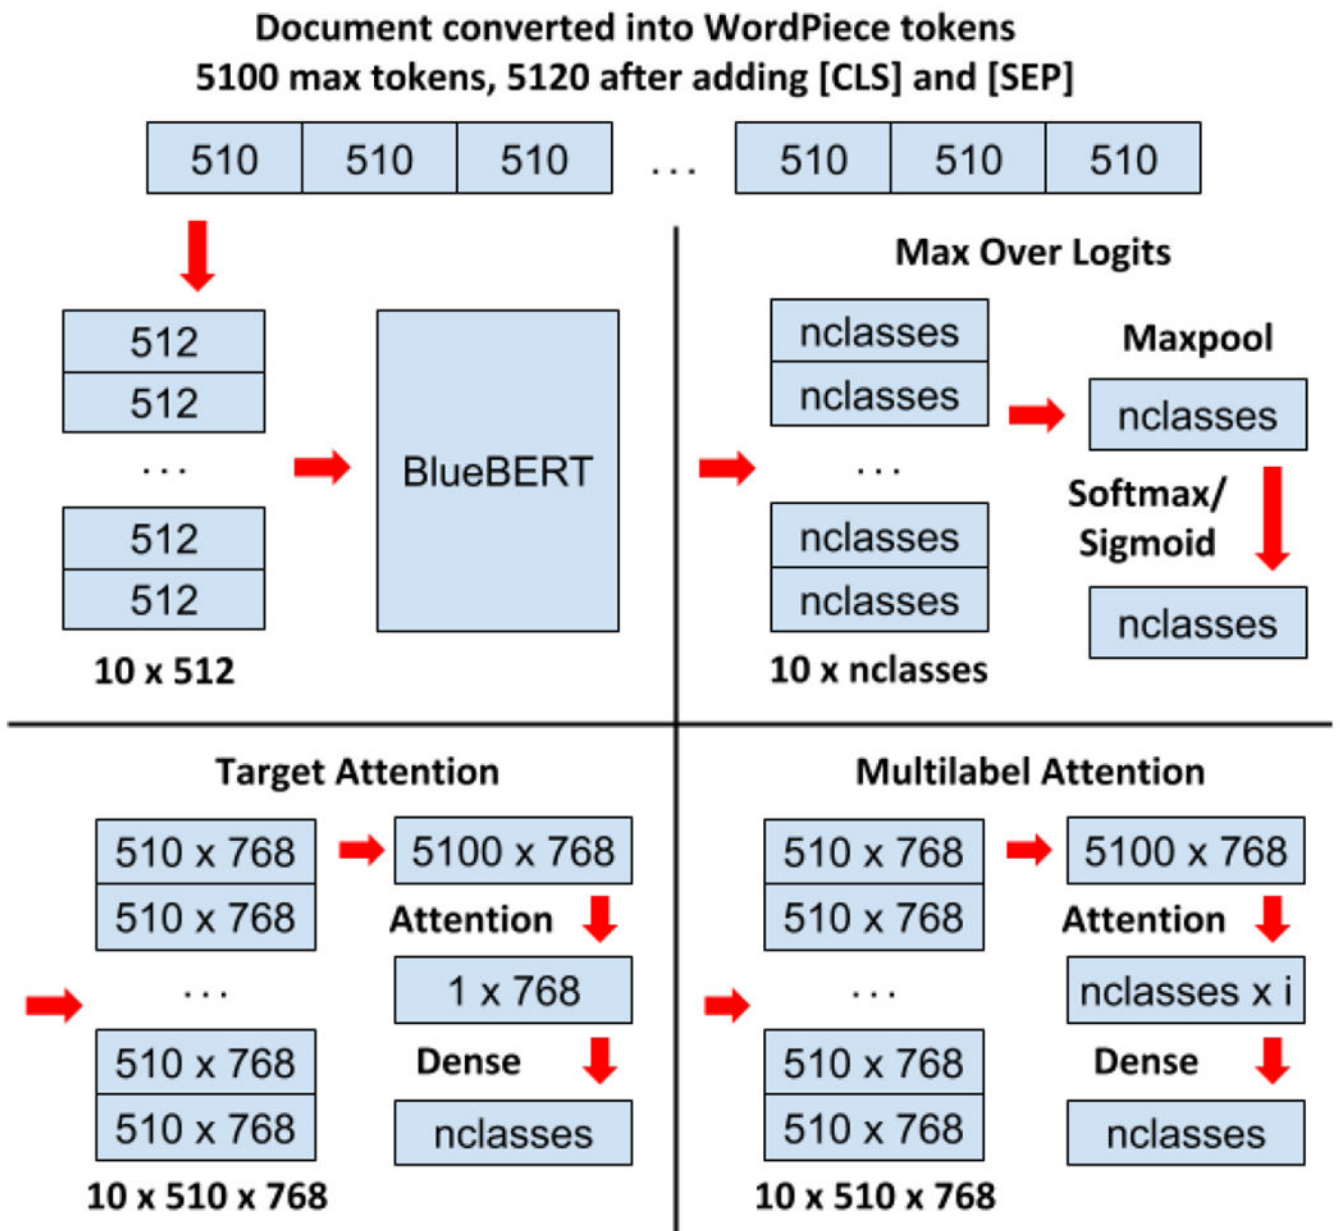 Document converted into WordPiece tokens
5100 max tokens, 5120 after adding [CLS] and [SEP]
510 510 510 ... 510 510 510
512
512
...
512
512
10 x 512
BlueBERT
Max Over Logits
nclasses
nclasses
...
nclasses
nclasses
10 x nclasses
Maxpool
nclasses
Softmax/
Sigmoid
nclasses
Target Attention
510 x 768
510 x 768
...
510 x 768
510 x 768
10 x 510 x 768
5100 x 768
Attention
1 x 768
Dense
nclasses
Multilabel Attention
510 x 768
510 x 768
...
510 x 768
510 x 768
10 x 510 x 768
5100 x 768
Attention
nclasses x i
Dense
nclasses